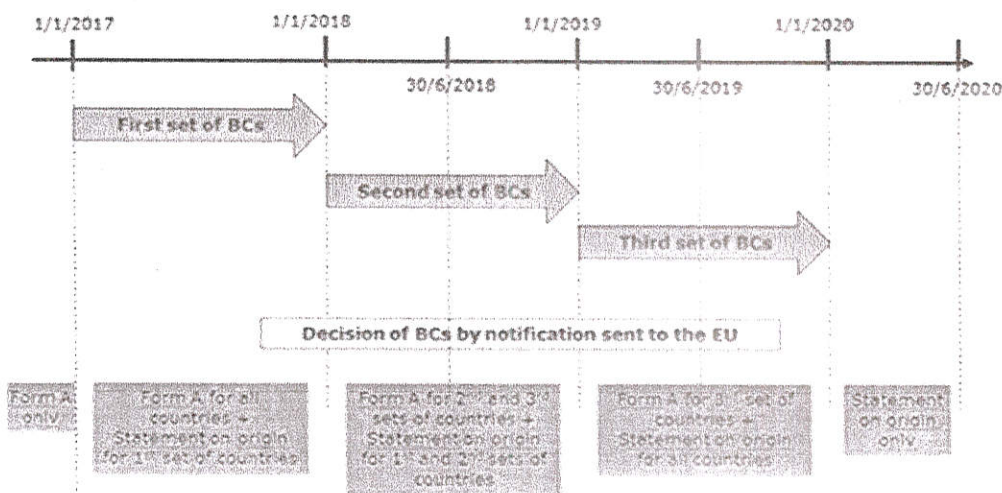 1/1/2017
1/1/2018
1/1/2019
1/1/2020
30/6/2018
30/6/2019
30/6/2020
First set of BCs
Second set of BCs
Third set of BCs
Decision of BCs by notification sent to the EU
Form A
only
Form A for all
countries +
Statement on origin
for 1st set of countries
Form A for 2nd and 3rd
sets of countries +
Statement on origin
for 1st and 2nd sets of
countries
Form A for 3rd set of
countries +
Statement on origin
for all countries
Statement
on origin
only